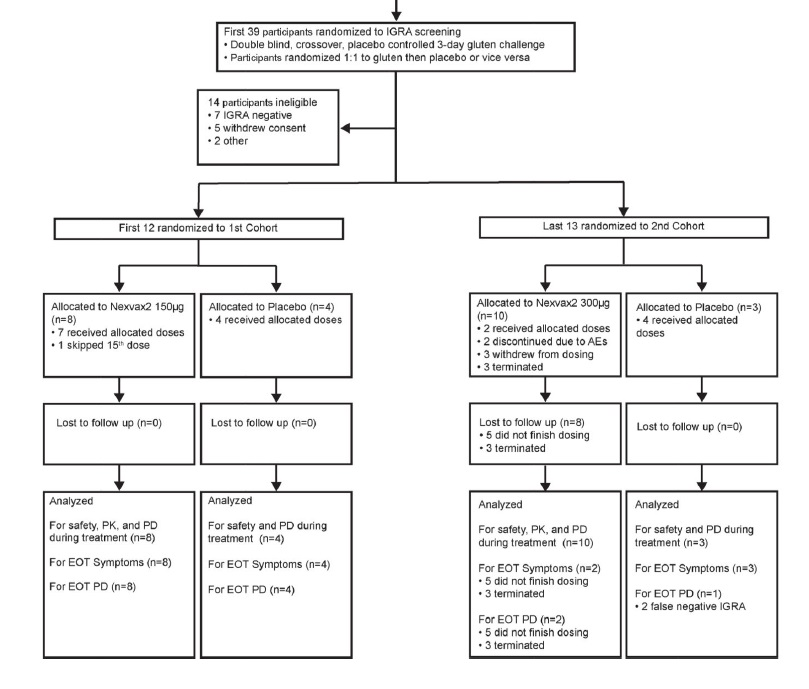 First 39 participants randomized to IGRA screening
• Double blind, crossover, placebo controlled 3-day gluten challenge
• Participants randomized 1:1 to gluten then placebo or vice versa
14 participants ineligible
• 7 IGRA negative
• 5 withdrew consent
• 2 other
First 12 randomized to 1st Cohort
Last 13 randomized to 2nd Cohort
Allocated to Nexvax2 150µg
(n=8)
• 7 received allocated doses
• 1 skipped 15th dose
Allocated to Placebo (n=4)
• 4 received allocated doses
Allocated to Nexvax2 300µg
(n=10)
• 2 received allocated doses
• 2 discontinued due to AEs
• 3 withdrew from dosing
• 3 terminated
Allocated to Placebo (n=3)
• 4 received allocated
doses
Lost to follow up (n=0)
Lost to follow up (n=0)
Lost to follow up (n=8)
• 5 did not finish dosing
• 3 terminated
Lost to follow up (n=0)
Analyzed
For safety, PK, and PD
during treatment (n=8)
For EOT Symptoms (n=8)
For EOT PD (n=8)
Analyzed
For safety and PD during
treatment (n=4)
For EOT Symptoms (n=4)
For EOT PD (n=4)
Analyzed
For safety, PK, and PD
during treatment (n=10)
For EOT Symptoms (n=2)
• 5 did not finish dosing
• 3 terminated
For EOT PD (n=2)
• 5 did not finish dosing
• 3 terminated
Analyzed
For safety and PD during
treatment (n=3)
For EOT Symptoms (n=3)
For EOT PD (n=1)
• 2 false negative IGRA